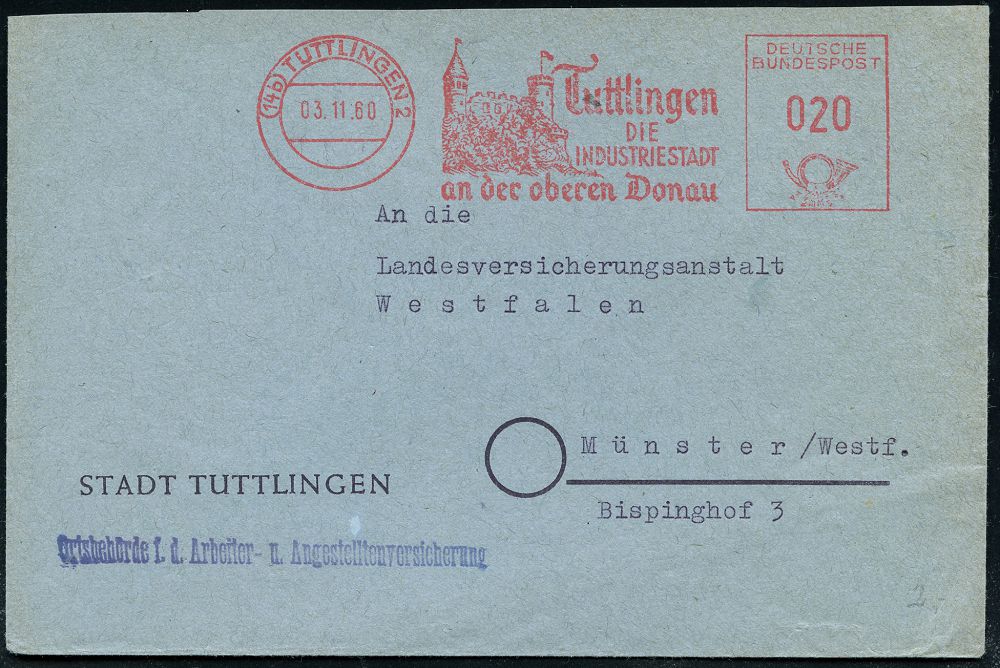 (14b) TUTTLINGEN 2
03.11.60
Tuttlingen
DIE
INDUSTRIESTADT
an der oberen Donau
DEUTSCHE
BUNDESPOST
020
An die
Landesversicherungsanstalt
Westfalen
Münster/Westf.
Bispinghof 3
STADT TUTTLINGEN
Ortsbehörde f. d. Arbeiter- u. Angestelltenversicherung
2.-